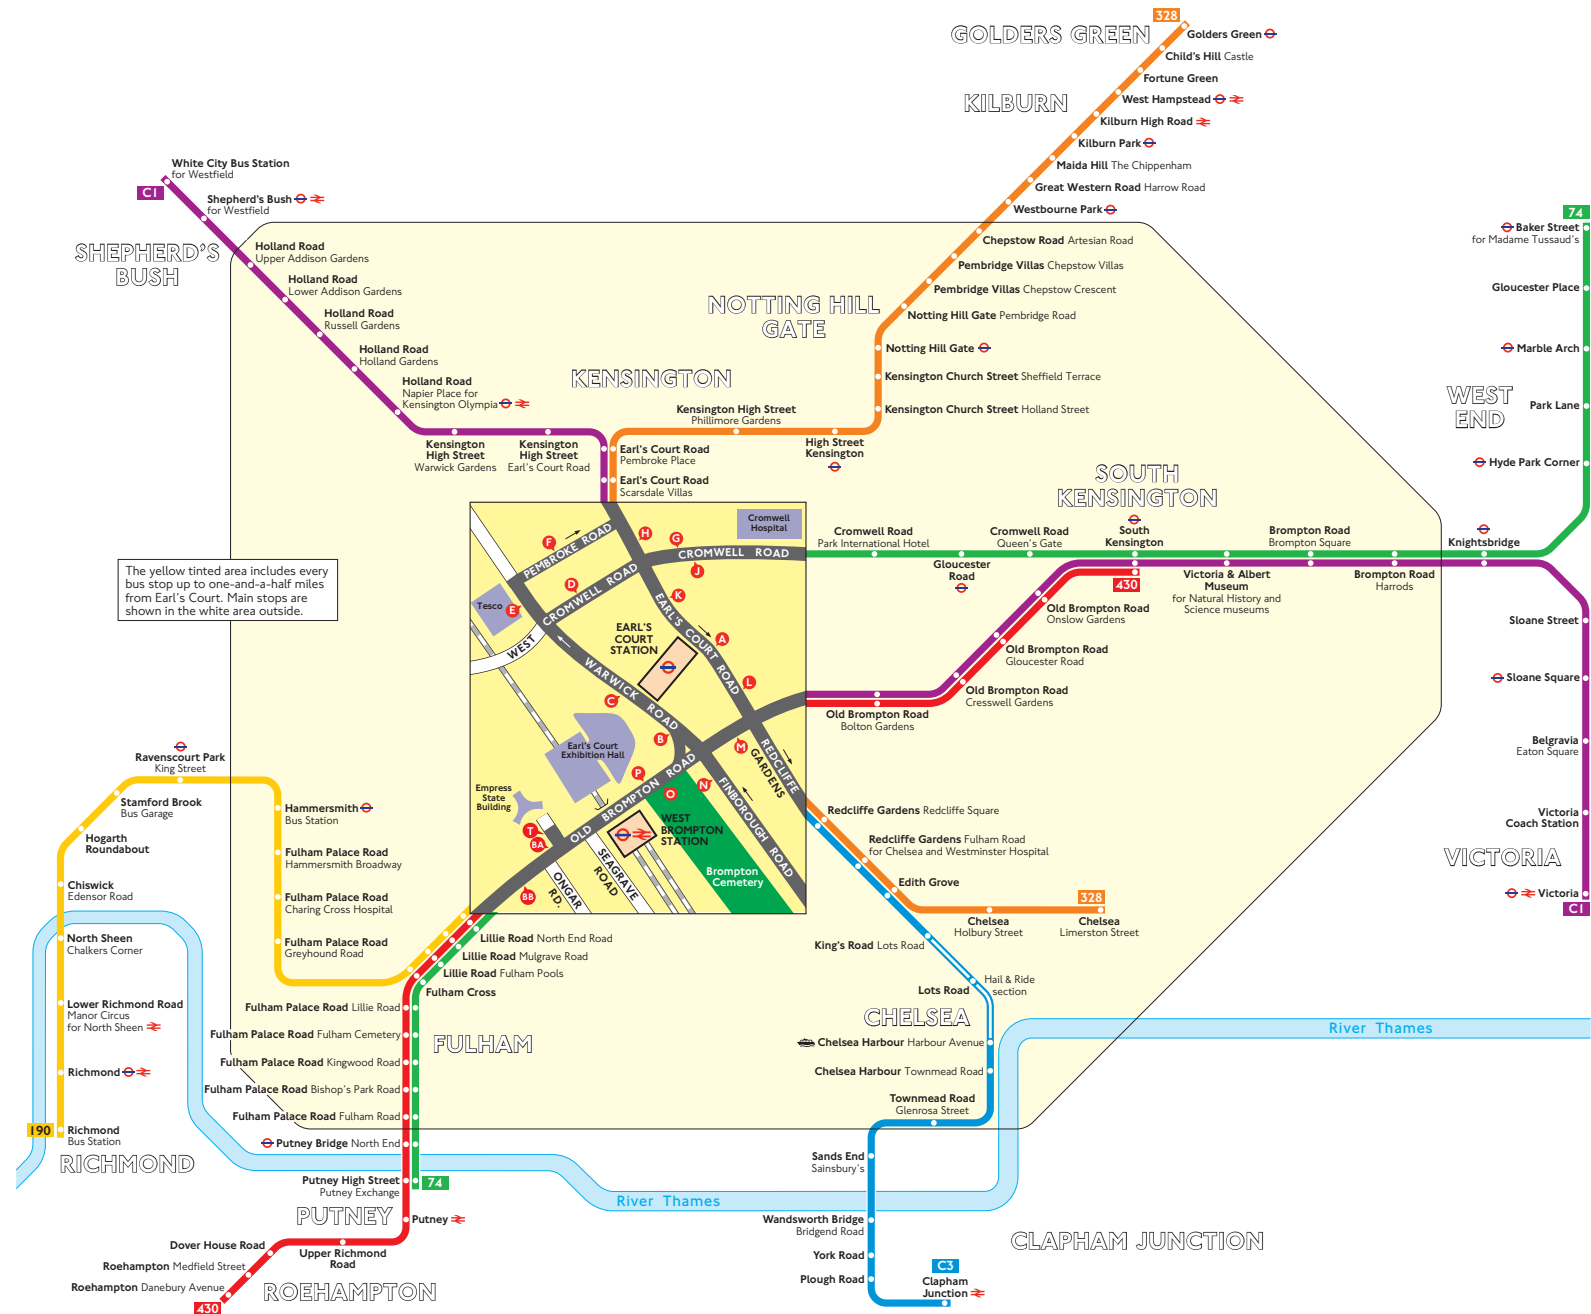 328
GOLDERS GREEN
Golders Green
Child's Hill Castle
Fortune Green
KILBURN
West Hampstead
Kilburn High Road
Kilburn Park
Maida Hill The Chippenham
Great Western Road Harrow Road
Westbourne Park
Chepstow Road Artesian Road
Pembridge Villas Chepstow Villas
Pembridge Villas Chepstow Crescent
NOTTING HILL
GATE
Notting Hill Gate Pembridge Road
Notting Hill Gate
Kensington Church Street Sheffield Terrace
Kensington Church Street Holland Street
White City Bus Station
for Westfield
C1
Shepherd's Bush
for Westfield
SHEPHERD'S
BUSH
Holland Road
Upper Addison Gardens
Holland Road
Lower Addison Gardens
Holland Road
Russell Gardens
Holland Road
Holland Gardens
Holland Road
Napier Place for
Kensington Olympia
KENSINGTON
Kensington
High Street
Warwick Gardens
Kensington
High Street
Earl's Court Road
Kensington High Street
Phillimore Gardens
High Street
Kensington
Earl's Court Road
Pembroke Place
Earl's Court Road
Scarsdale Villas
74
Baker Street
for Madame Tussaud's
Gloucester Place
Marble Arch
WEST
END
Park Lane
Hyde Park Corner
Knightsbridge
SOUTH
KENSINGTON
Cromwell Road
Park International Hotel
Gloucester
Road
Cromwell Road
Queen's Gate
South
Kensington
430
Victoria & Albert
Museum
for Natural History and
Science museums
Brompton Road
Brompton Square
Brompton Road
Harrods
Old Brompton Road
Onslow Gardens
Old Brompton Road
Gloucester Road
Old Brompton Road
Cresswell Gardens
Old Brompton Road
Bolton Gardens
Sloane Street
Sloane Square
Belgravia
Eaton Square
Victoria
Coach Station
VICTORIA
Victoria
C1
The yellow tinted area includes every
bus stop up to one-and-a-half miles
from Earl's Court. Main stops are
shown in the white area outside.
Cromwell
Hospital
PEMBROKE ROAD
CROMWELL ROAD
WEST
CROMWELL ROAD
Tesco
EARL'S
COURT
STATION
EARL'S COURT ROAD
WARWICK ROAD
Earl's Court
Exhibition Hall
Empress
State
Building
OLD BROMPTON ROAD
REDCLIFFE
GARDENS
FINBOROUGH ROAD
WEST
BROMPTON
STATION
Brompton
Cemetery
SEAGRAVE
ROAD
ONGAR
RD.
F
H
G
J
D
E
K
A
L
C
B
M
P
O
N
T
BA
BB
Redcliffe Gardens Redcliffe Square
Redcliffe Gardens Fulham Road
for Chelsea and Westminster Hospital
Edith Grove
328
Chelsea
Holbury Street
Chelsea
Limerston Street
King's Road Lots Road
Hail & Ride
section
Lots Road
CHELSEA
Chelsea Harbour Harbour Avenue
Chelsea Harbour Townmead Road
Townmead Road
Glenrosa Street
Sands End
Sainsbury's
River Thames
River Thames
Wandsworth Bridge
Bridgend Road
York Road
Plough Road
CLAPHAM JUNCTION
C3
Clapham
Junction
Ravenscourt Park
King Street
Stamford Brook
Bus Garage
Hogarth
Roundabout
Chiswick
Edensor Road
North Sheen
Chalkers Corner
Lower Richmond Road
Manor Circus
for North Sheen
Richmond
190
Richmond
Bus Station
RICHMOND
Hammersmith
Bus Station
Fulham Palace Road
Hammersmith Broadway
Fulham Palace Road
Charing Cross Hospital
Fulham Palace Road
Greyhound Road
Lillie Road North End Road
Lillie Road Mulgrave Road
Lillie Road Fulham Pools
Fulham Cross
FULHAM
Fulham Palace Road Lillie Road
Fulham Palace Road Fulham Cemetery
Fulham Palace Road Kingwood Road
Fulham Palace Road Bishop's Park Road
Fulham Palace Road Fulham Road
Putney Bridge North End
Putney High Street
Putney Exchange
74
PUTNEY
Putney
Upper Richmond
Road
Dover House Road
Roehampton Medfield Street
Roehampton Danebury Avenue
ROEHAMPTON
430